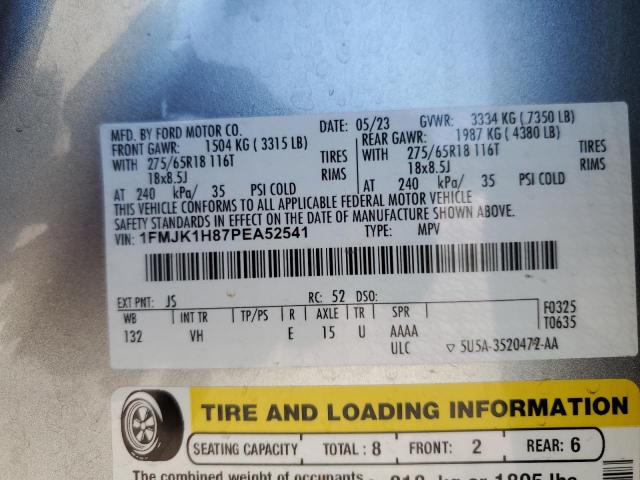 MFD. BY FORD MOTOR CO. DATE: 05/23 GVWR: 3334 KG ( 7350 LB)
FRONT GAWR: 1504 KG ( 3315 LB) REAR GAWR: 1987 KG ( 4380 LB)
WITH 275/65R18 116T TIRES WITH 275/65R18 116T TIRES
18x8.5J RIMS 18x8.5J RIMS
AT 240 kPa/ 35 PSI COLD AT 240 kPa/ 35 PSI COLD
THIS VEHICLE CONFORMS TO ALL APPLICABLE FEDERAL MOTOR VEHICLE
SAFETY STANDARDS IN EFFECT ON THE DATE OF MANUFACTURE SHOWN ABOVE.
VIN: 1FMJK1H87PEA52541 TYPE: MPV
EXT PNT: JS RC: 52 DSO:
WB INT TR TP/PS R AXLE TR SPR F0325
132 VH E 15 U AAAA T0635
ULC ▽ 5U5A-3520472-AA
TIRE AND LOADING INFORMATION
SEATING CAPACITY TOTAL : 8 FRONT: 2 REAR: 6
The combined weight of occupants